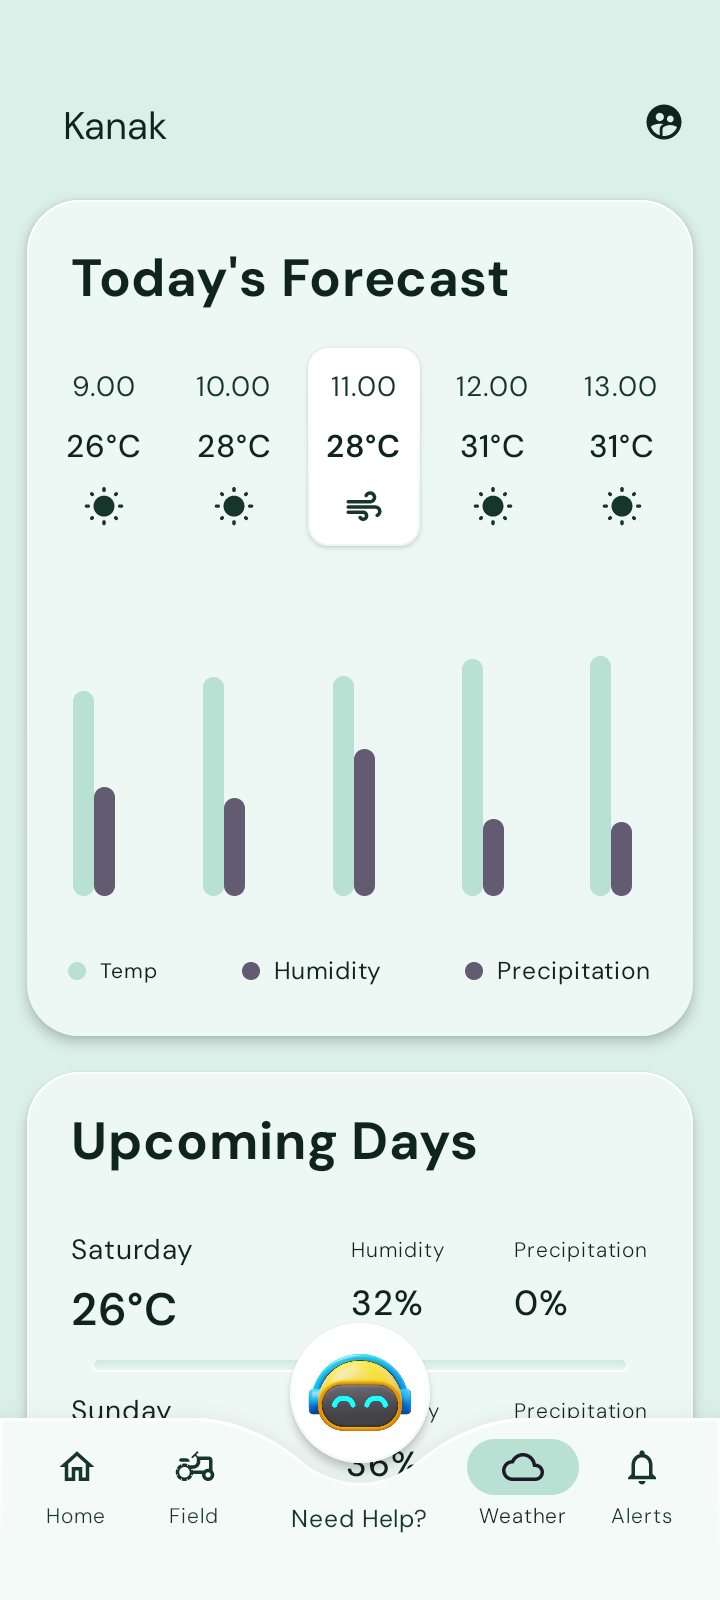 Kanak
Today's Forecast
9.00 10.00 11.00 12.00 13.00
26°C 28°C 28°C 31°C 31°C
Temp Humidity Precipitation
Upcoming Days
Saturday Humidity Precipitation
26°C 32% 0%
Sunday y Precipitation
36%
Home Field Need Help? Weather Alerts